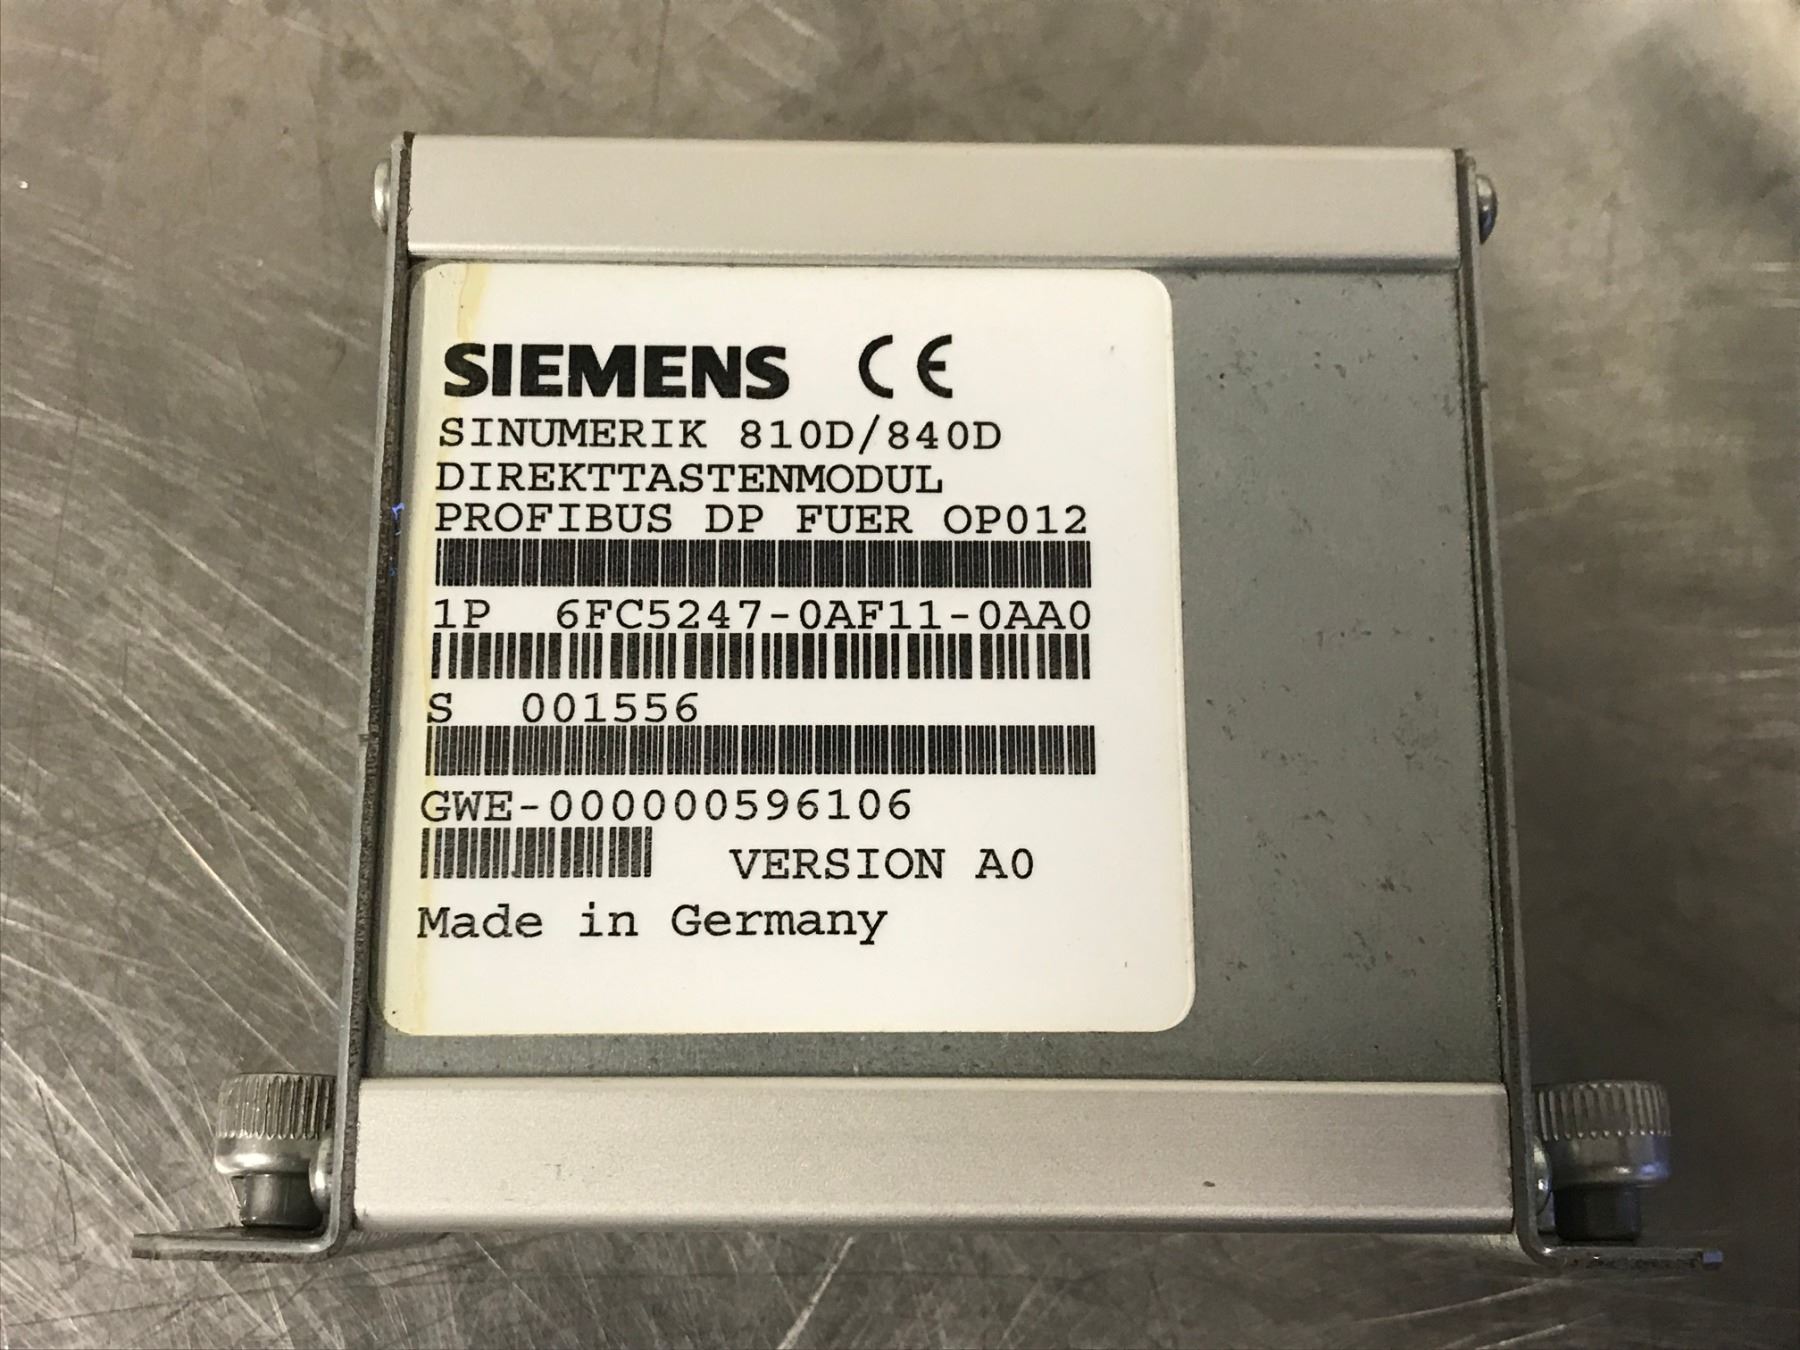 SIEMENS CE
SINUMERIK 810D/840D
DIREKTTASTENMODUL
PROFIBUS DP FUER OP012
1P 6FC5247-0AF11-0AA0
S 001556
GWE-000000596106
VERSION A0
Made in Germany